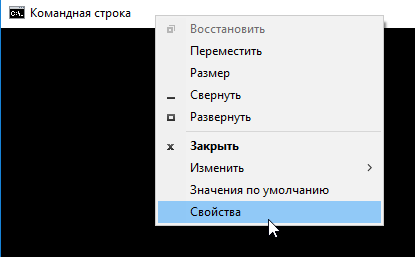 Командная строка
Восстановить
Переместить
Размер
Свернуть
Развернуть
Закрыть
Изменить
Значения по умолчанию
Свойства